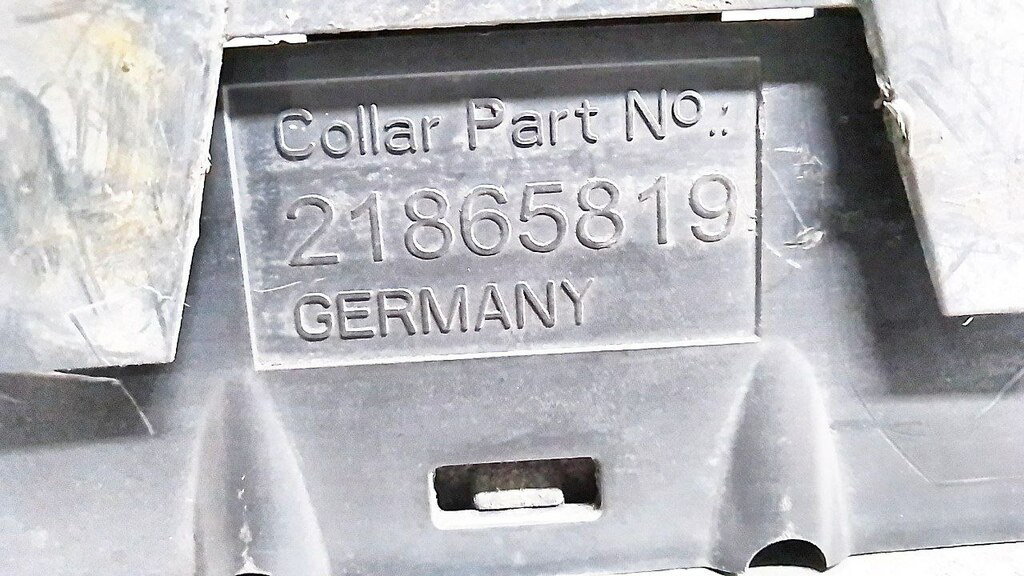 Collar Part No.:
21865819
GERMANY